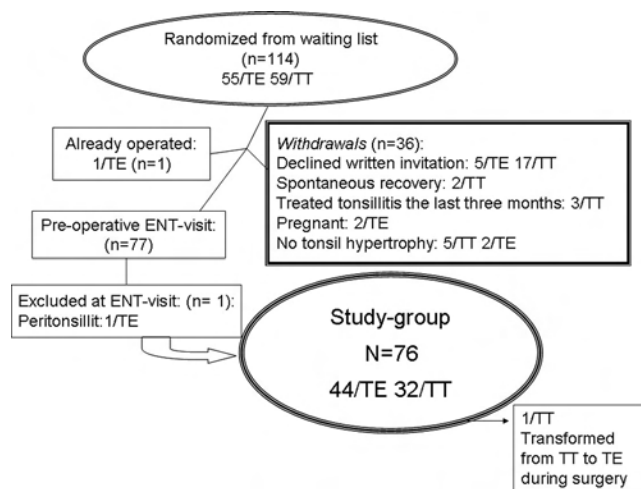 Randomized from waiting list
(n=114)
55/TE 59/TT
Already operated:
1/TE (n=1)
Withdrawals (n=36):
Declined written invitation: 5/TE 17/TT
Spontaneous recovery: 2/TT
Treated tonsillitis the last three months: 3/TT
Pregnant: 2/TE
No tonsil hypertrophy: 5/TT 2/TE
Pre-operative ENT-visit:
(n=77)
Excluded at ENT-visit: (n= 1):
Peritonsillit:1/TE
Study-group
N=76
44/TE 32/TT
1/TT
Transformed
from TT to TE
during surgery